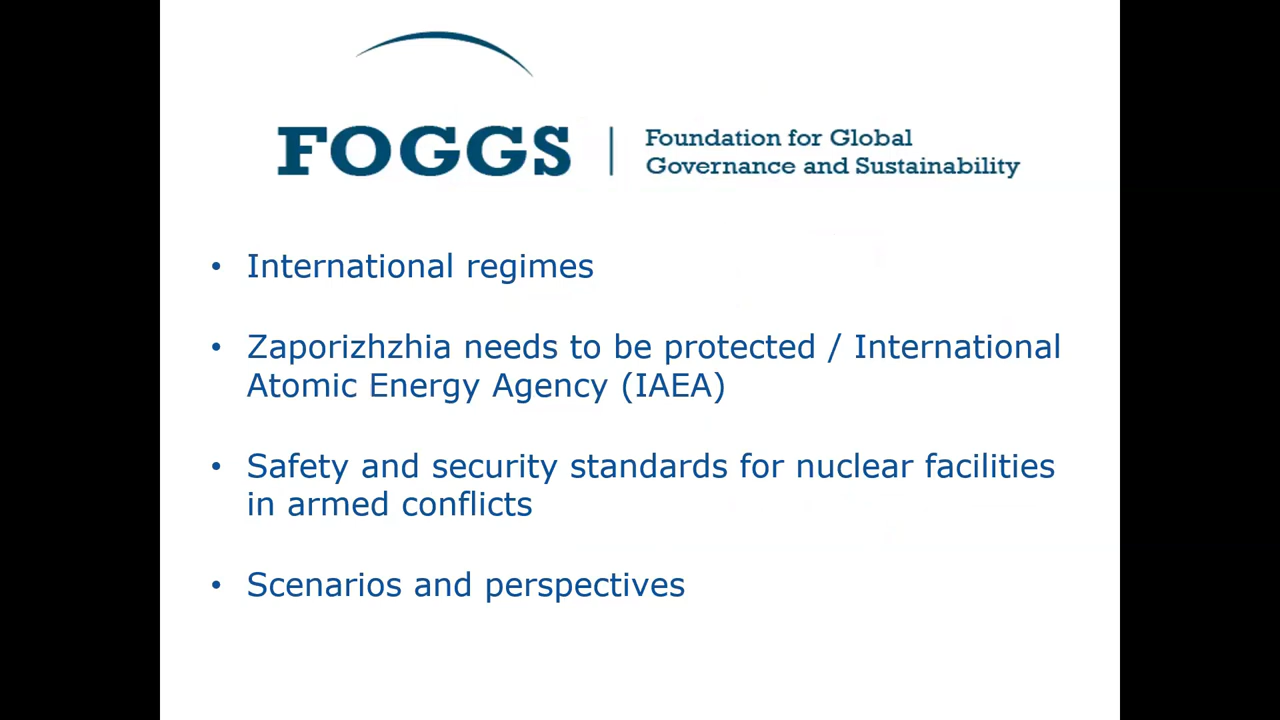 FOGGS
Foundation for Global
Governance and Sustainability
• International regimes
• Zaporizhzhia needs to be protected / International
Atomic Energy Agency (IAEA)
• Safety and security standards for nuclear facilities
in armed conflicts
• Scenarios and perspectives